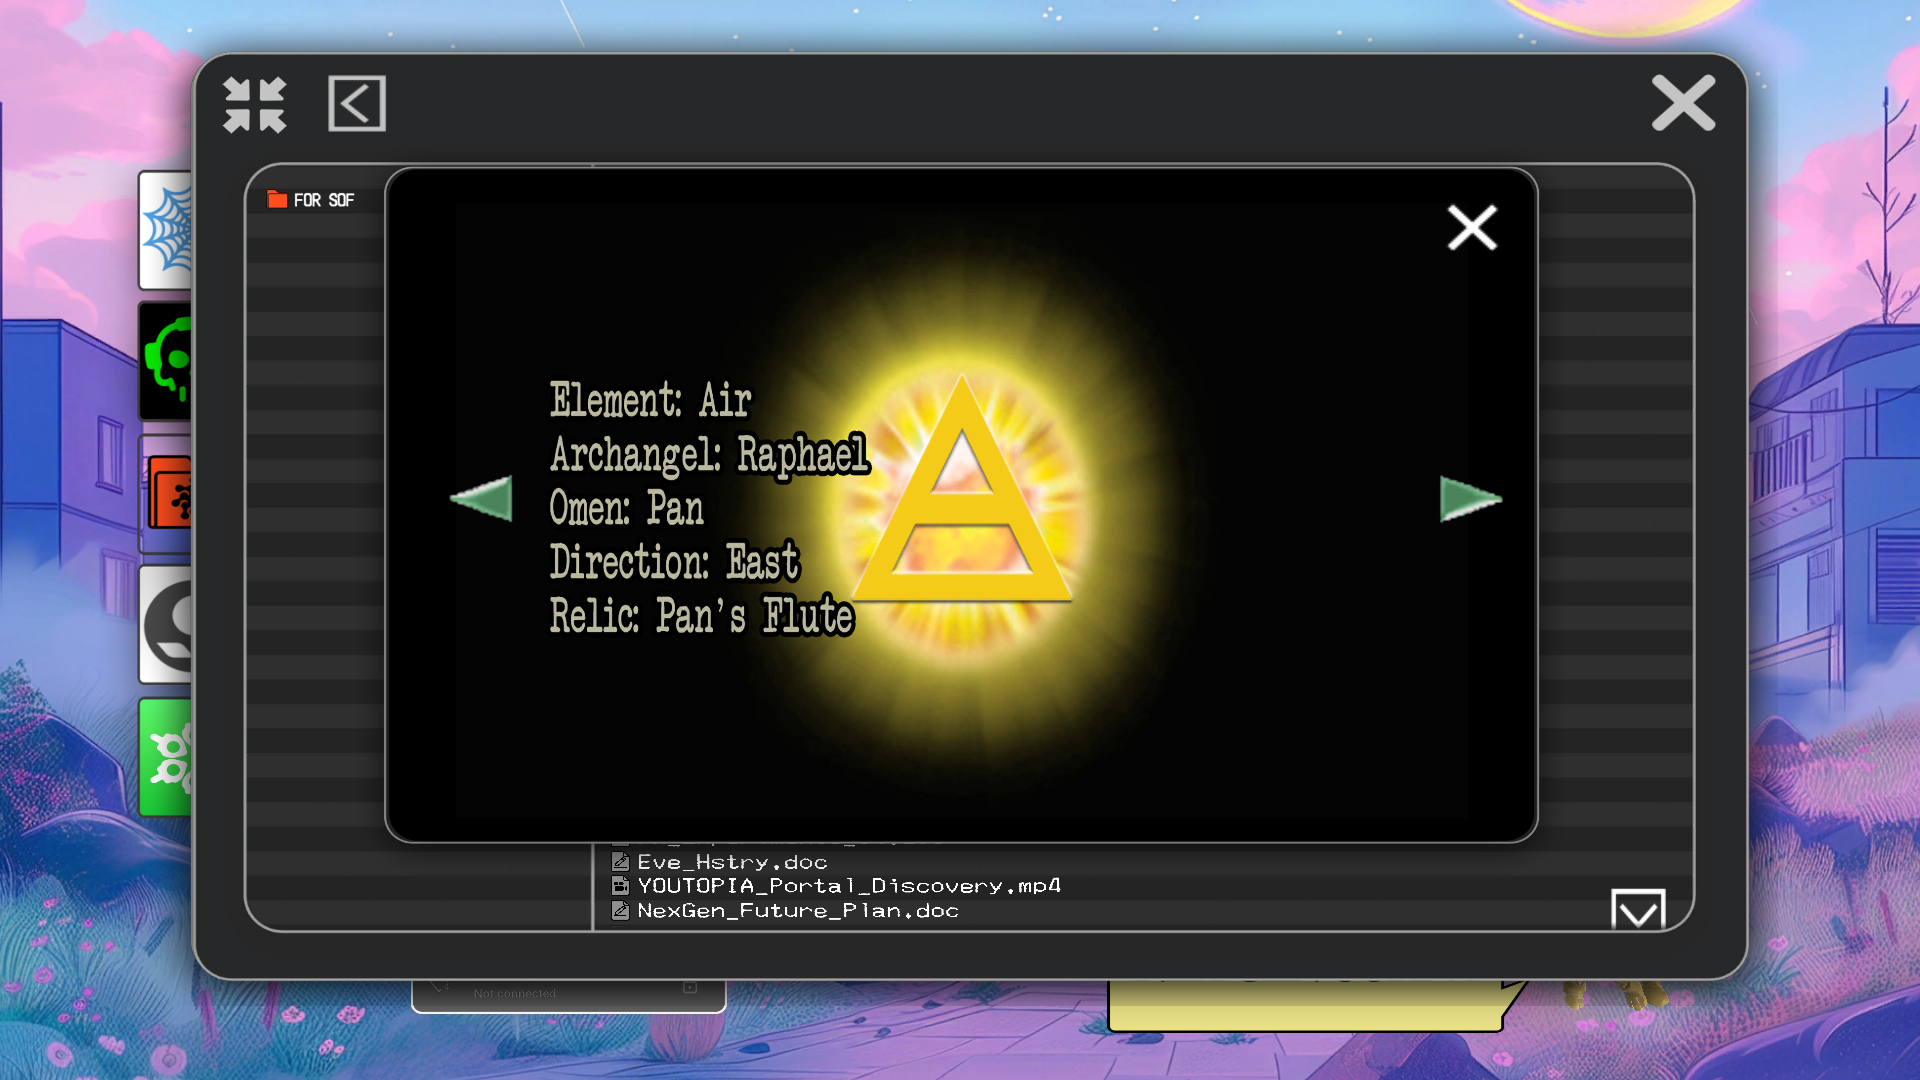 FOR SOF
Element: Air
Archangel: Raphael
Omen: Pan
Direction: East
Relic: Pan's Flute
Eve_Hstry.doc
YOUTOPIA_Portal_Discovery.mp4
NexGen_Future_Plan.doc
Not connected